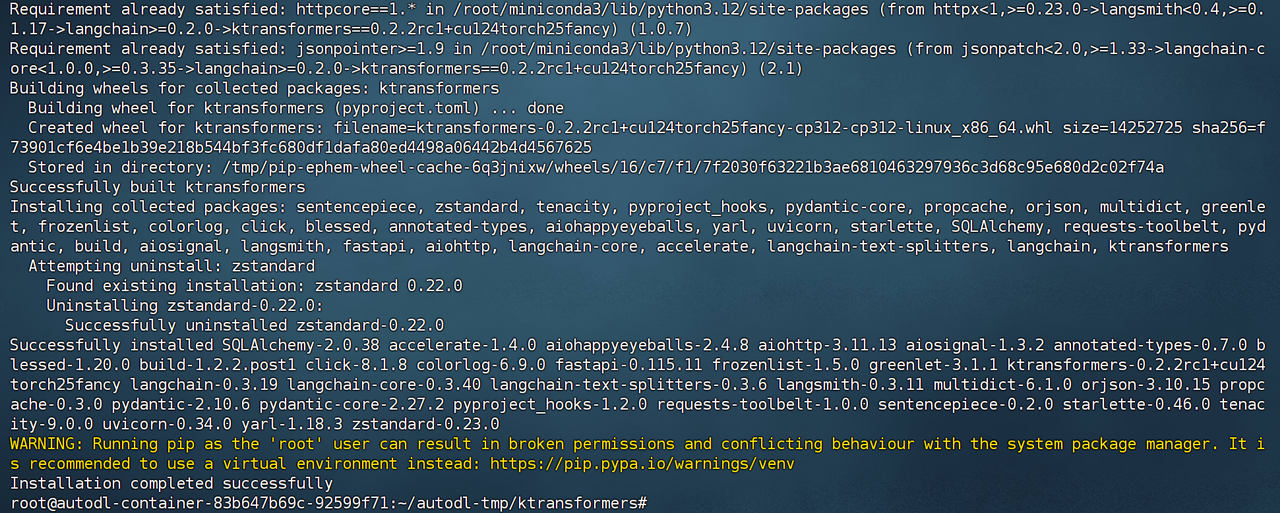 Requirement already satisfied: httpcore==1.* in /root/miniconda3/lib/python3.12/site-packages (from httpx<1,>=0.23.0->langsmith<0.4,>=0.
1.17->langchain>=0.2.0->ktransformers==0.2.2rc1+cu124torch25fancy) (1.0.7)
Requirement already satisfied: jsonpointer>=1.9 in /root/miniconda3/lib/python3.12/site-packages (from jsonpatch<2.0,>=1.33->langchain-c
ore<1.0.0,>=0.3.35->langchain>=0.2.0->ktransformers==0.2.2rc1+cu124torch25fancy) (2.1)
Building wheels for collected packages: ktransformers
  Building wheel for ktransformers (pyproject.toml) ... done
  Created wheel for ktransformers: filename=ktransformers-0.2.2rc1+cu124torch25fancy-cp312-cp312-linux_x86_64.whl size=14252725 sha256=f
73901cf6e4be1b39e218b544bf3fc680df1dafa80ed4498a06442b4d4567625
  Stored in directory: /tmp/pip-ephem-wheel-cache-6q3jnixw/wheels/16/c7/f1/7f2030f63221b3ae6810463297936c3d68c95e680d2c02f74a
Successfully built ktransformers
Installing collected packages: sentencepiece, zstandard, tenacity, pyproject_hooks, pydantic-core, propcache, orjson, multidict, greenle
t, frozenlist, colorlog, click, blessed, annotated-types, aiohappyeyeballs, yarl, uvicorn, starlette, SQLAlchemy, requests-toolbelt, pyd
antic, build, aiosignal, langsmith, fastapi, aiohttp, langchain-core, accelerate, langchain-text-splitters, langchain, ktransformers
  Attempting uninstall: zstandard
    Found existing installation: zstandard 0.22.0
    Uninstalling zstandard-0.22.0:
      Successfully uninstalled zstandard-0.22.0
Successfully installed SQLAlchemy-2.0.38 accelerate-1.4.0 aiohappyeyeballs-2.4.8 aiohttp-3.11.13 aiosignal-1.3.2 annotated-types-0.7.0 b
lessed-1.20.0 build-1.2.2.post1 click-8.1.8 colorlog-6.9.0 fastapi-0.115.11 frozenlist-1.5.0 greenlet-3.1.1 ktransformers-0.2.2rc1+cu124
torch25fancy langchain-0.3.19 langchain-core-0.3.40 langchain-text-splitters-0.3.6 langsmith-0.3.11 multidict-6.1.0 orjson-3.10.15 propc
ache-0.3.0 pydantic-2.10.6 pydantic-core-2.27.2 pyproject_hooks-1.2.0 requests-toolbelt-1.0.0 sentencepiece-0.2.0 starlette-0.46.0 tenac
ity-9.0.0 uvicorn-0.34.0 yarl-1.18.3 zstandard-0.23.0
WARNING: Running pip as the 'root' user can result in broken permissions and conflicting behaviour with the system package manager. It i
s recommended to use a virtual environment instead: https://pip.pypa.io/warnings/venv
Installation completed successfully
root@autodl-container-83b647b69c-92599f71:~/autodl-tmp/ktransformers#